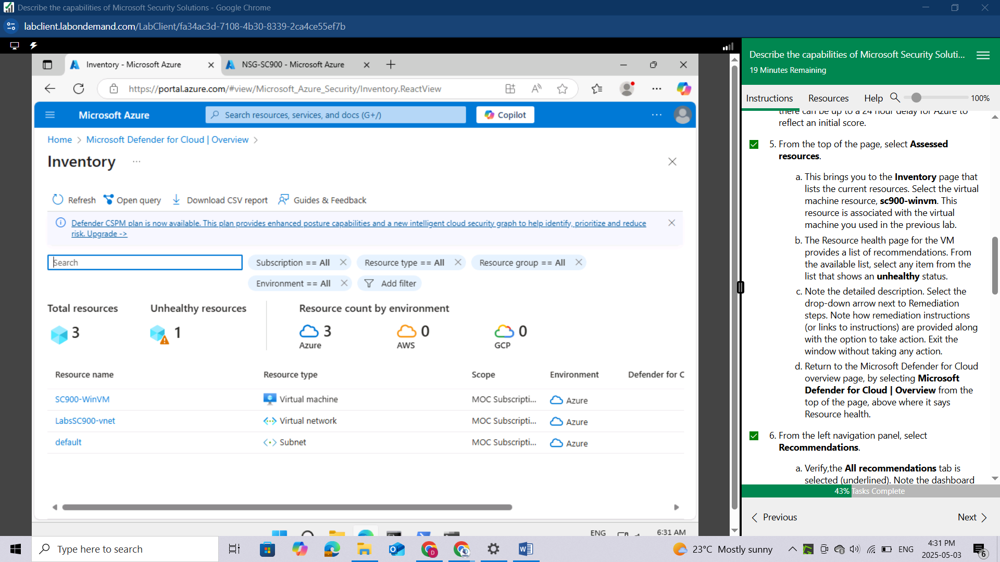 Describe the capabilities of Microsoft Security Solutions - Google Chrome
labclient.labondemand.com/LabClient/fa34ac3d-7108-4b30-8339-2ca4ce55ef7b
Inventory - Microsoft Azure
NSG-SC900 - Microsoft Azure
https://portal.azure.com/#view/Microsoft_Azure_Security/Inventory.ReactView
Microsoft Azure
Search resources, services, and docs (G+/)
Copilot
Home > Microsoft Defender for Cloud | Overview >
Inventory
Refresh
Open query
Download CSV report
Guides & Feedback
Defender CSPM plan is now available. This plan provides enhanced posture capabilities and a new intelligent cloud security graph to help identify, prioritize and reduce
risk. Upgrade ->
Search
Subscription == All
Resource type == All
Resource group == All
Environment == All
Add filter
Total resources
3
Unhealthy resources
1
Resource count by environment
3
Azure
0
AWS
0
GCP
Resource name Resource type Scope Environment Defender for C
SC900-WinVM Virtual machine MOC Subscripti... Azure
LabsSC900-vnet Virtual network MOC Subscripti... Azure
default Subnet MOC Subscripti... Azure
ENG
6:31 AM
Describe the capabilities of Microsoft Security Soluti...
19 Minutes Remaining
Instructions Resources Help 100%
there can be up to a 24 hour delay for Azure to
reflect an initial score.
5. From the top of the page, select Assessed
resources.
a. This brings you to the Inventory page that
lists the current resources. Select the virtual
machine resource, sc900-winvm. This
resource is associated with the virtual
machine you used in the previous lab.
b. The Resource health page for the VM
provides a list of recommendations. From
the available list, select any item from the
list that shows an unhealthy status.
c. Note the detailed description. Select the
drop-down arrow next to Remediation
steps. Note how remediation instructions
(or links to instructions) are provided along
with the option to take action. Exit the
window without taking any action.
d. Return to the Microsoft Defender for Cloud
overview page, by selecting Microsoft
Defender for Cloud | Overview from the
top of the page, above where it says
Resource health.
6. From the left navigation panel, select
Recommendations.
a. Verify,the All recommendations tab is
selected (underlined). Note the dashboard
43% Tasks Complete
Previous
Next
Type here to search
23°C Mostly sunny
ENG
4:31 PM
2025-05-03
6